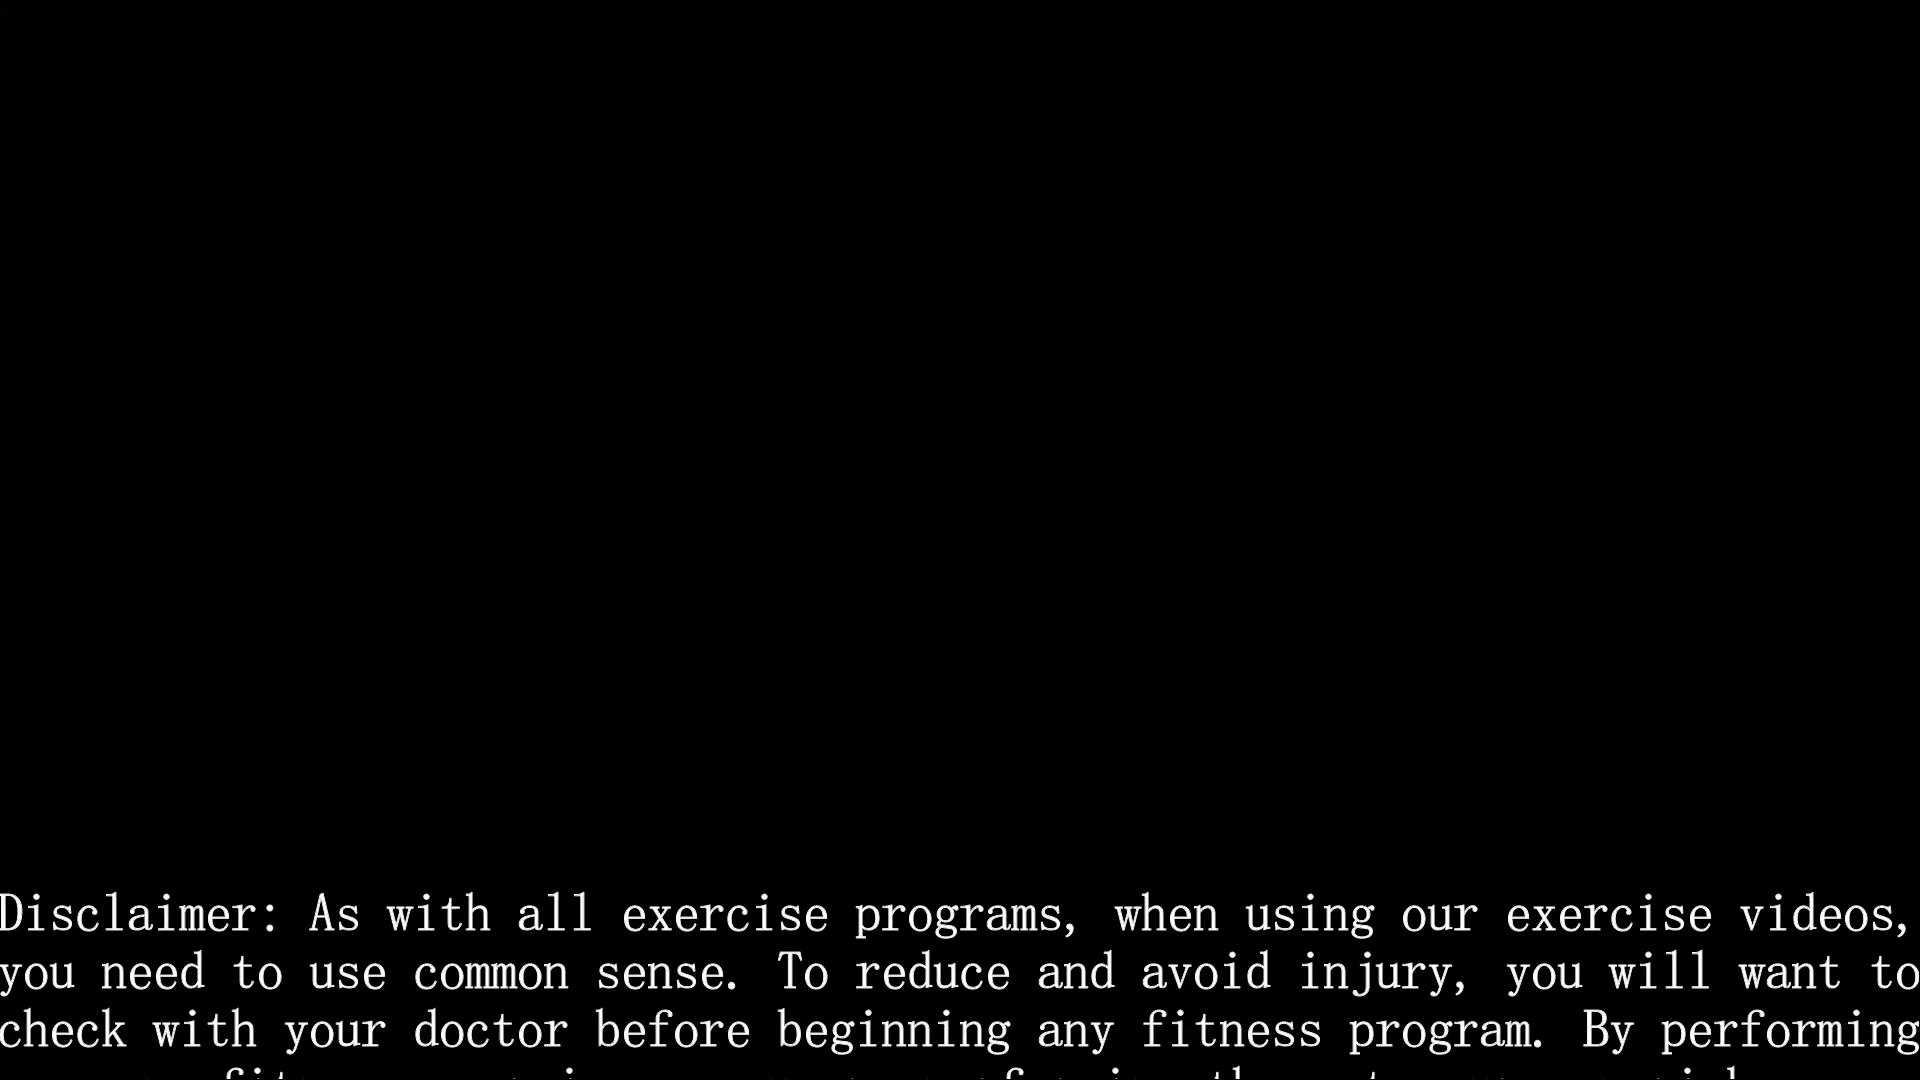 Disclaimer: As with all exercise programs, when using our exercise videos,
you need to use common sense. To reduce and avoid injury, you will want to
check with your doctor before beginning any fitness program. By performing